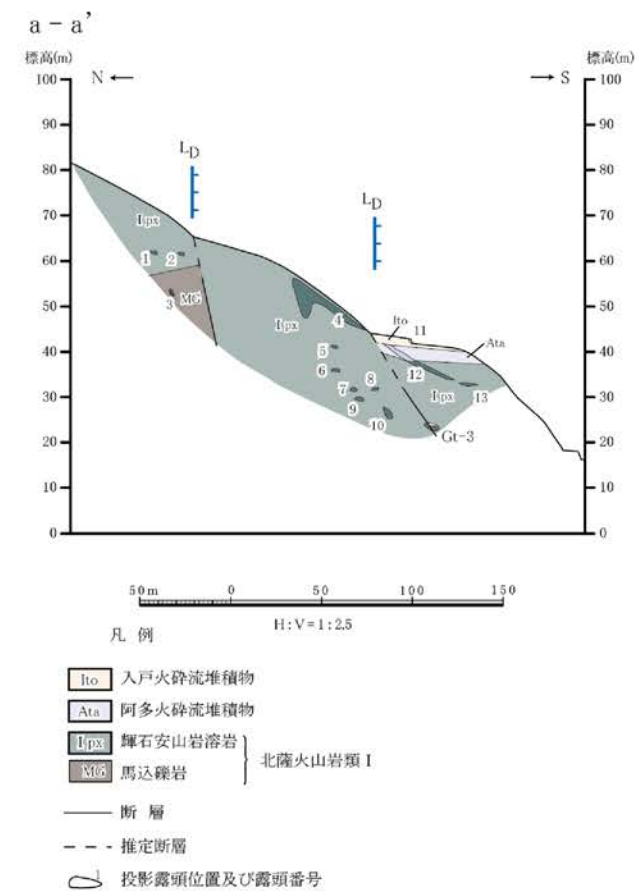 a − a’
標高(m)
標高(m)
N ←
→ S
100
90
80
70
60
50
40
30
20
10
0
100
90
80
70
60
50
40
30
20
10
0
LD
LD
Ipx
1
2
3
MG
Ipx
4
5
6
7
8
9
10
Ito
11
Ata
12
Ipx
13
Gt-3
50m 0 50 100 150
H:V=1:2.5
凡 例
Ito 入戸火砕流堆積物
Ata 阿多火砕流堆積物
Ipx 輝石安山岩溶岩
MG 馬込礫岩
北薩火山岩類Ⅰ
断 層
推定断層
1 投影露頭位置及び露頭番号